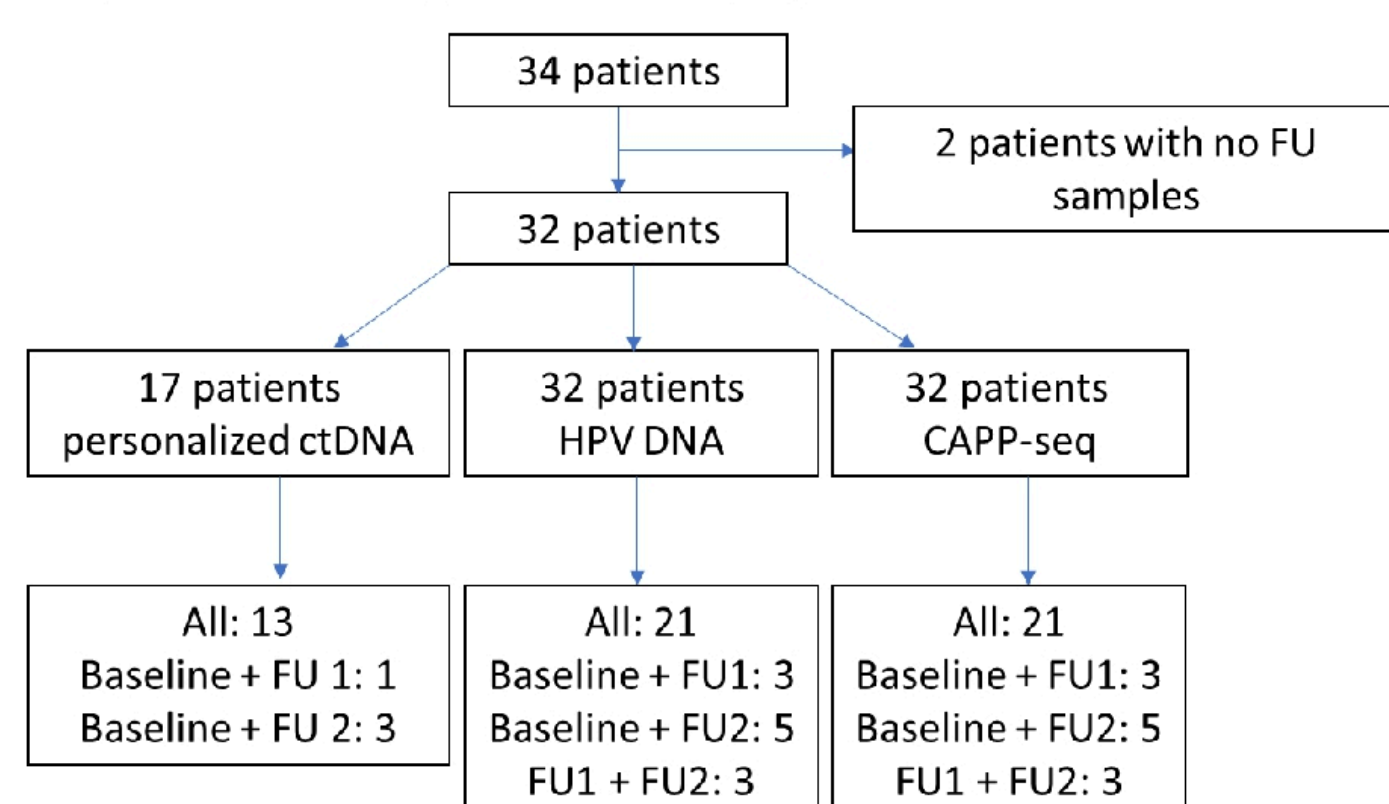 34 patients
2 patients with no FU
samples
32 patients
17 patients
personalized ctDNA
32 patients
HPV DNA
32 patients
CAPP-seq
All: 13
Baseline + FU 1: 1
Baseline + FU 2: 3
All: 21
Baseline + FU1: 3
Baseline + FU2: 5
FU1 + FU2: 3
All: 21
Baseline + FU1: 3
Baseline + FU2: 5
FU1 + FU2: 3